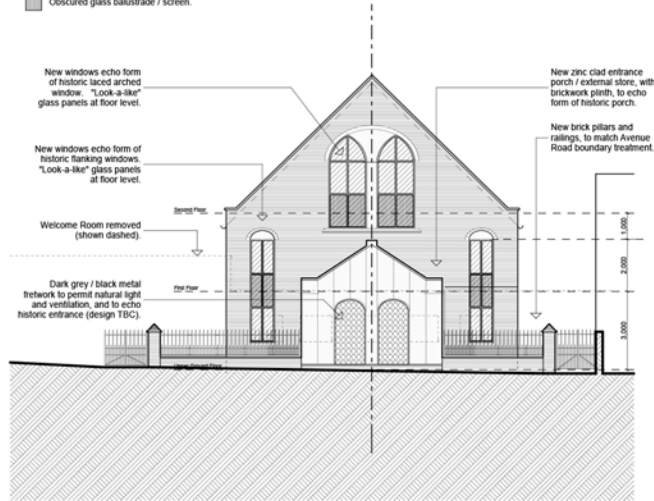 Obscured glass balustrade / screen.
New windows echo form
of historic laced arched
window. "Look-a-like"
glass panels at floor level.
New zinc clad entrance
porch / external store, with
brickwork plinth, to echo
form of historic porch.
New windows echo form of
historic flanking windows.
"Look-a-like" glass panels
at floor level.
New brick pillars and
railings, to match Avenue
Road boundary treatment.
Second Floor
Welcome Room removed
(shown dashed).
1,000
2,000
Dark grey / black metal
fretwork to permit natural light
and ventilation, and to echo
historic entrance (design TBC).
First Floor
3,000
Upper Ground Floor